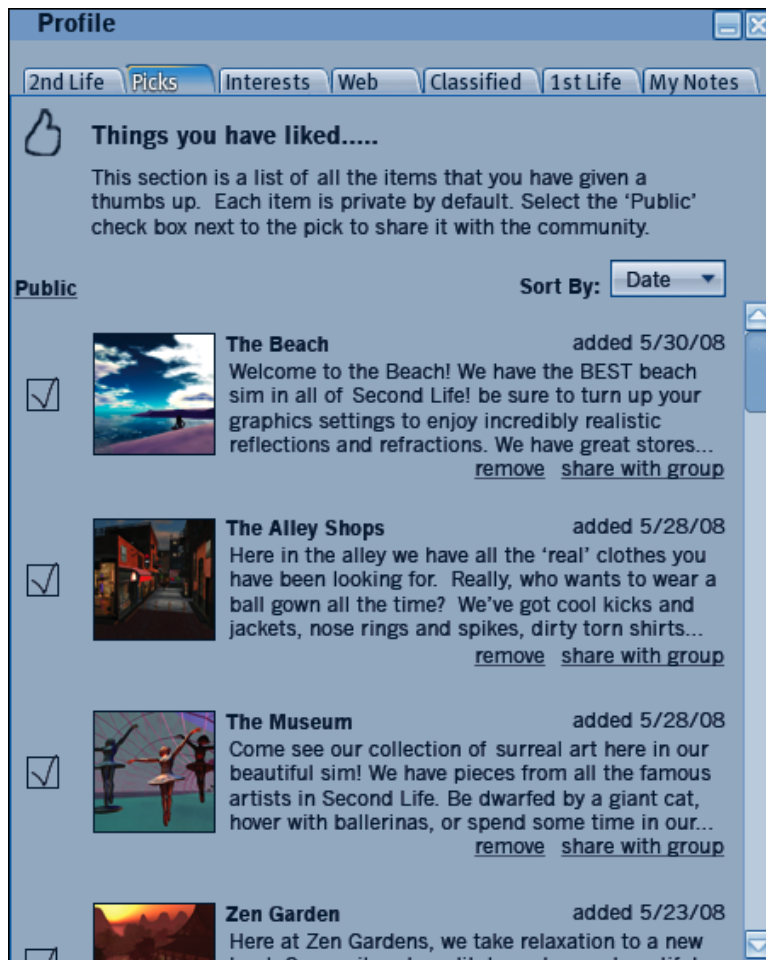 Profile
2nd Life Picks Interests Web Classified 1st Life My Notes
Things you have liked.....
This section is a list of all the items that you have given a
thumbs up. Each item is private by default. Select the ‘Public’
check box next to the pick to share it with the community.
Public
Sort By: Date
The Beach added 5/30/08
Welcome to the Beach! We have the BEST beach
sim in all of Second Life! be sure to turn up your
graphics settings to enjoy incredibly realistic
reflections and refractions. We have great stores...
remove share with group
The Alley Shops added 5/28/08
Here in the alley we have all the ‘real’ clothes you
have been looking for. Really, who wants to wear a
ball gown all the time? We’ve got cool kicks and
jackets, nose rings and spikes, dirty torn shirts...
remove share with group
The Museum added 5/28/08
Come see our collection of surreal art here in our
beautiful sim! We have pieces from all the famous
artists in Second Life. Be dwarfed by a giant cat,
hover with ballerinas, or spend some time in our...
remove share with group
Zen Garden added 5/23/08
Here at Zen Gardens, we take relaxation to a new